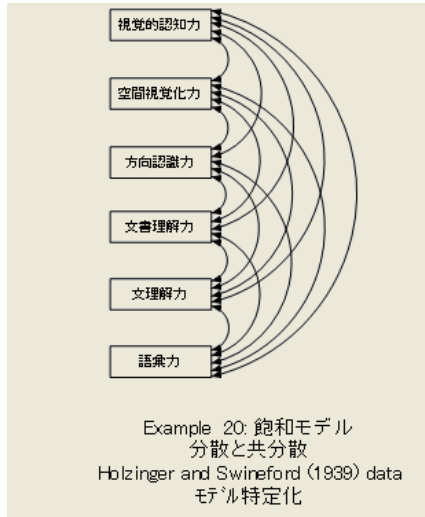 視覚的認知力
空間視覚化力
方向認識力
文書理解力
文理解力
語彙力
Example 20: 飽和モデル
分散と共分散
Holzinger and Swineford (1939) data
モデル特定化